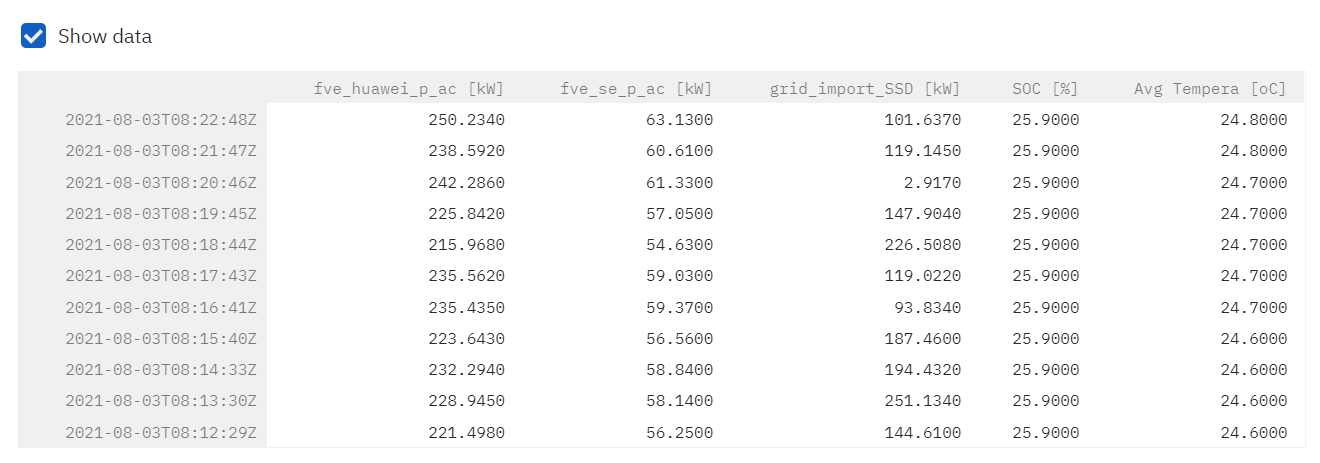 Show data
fve_huawei_p_ac [kW] fve_se_p_ac [kW] grid_import_SSD [kW] SOC [%] Avg Tempera [oC]
2021-08-03T08:22:48Z 250.2340 63.1300 101.6370 25.9000 24.8000
2021-08-03T08:21:47Z 238.5920 60.6100 119.1450 25.9000 24.8000
2021-08-03T08:20:46Z 242.2860 61.3300 2.9170 25.9000 24.7000
2021-08-03T08:19:45Z 225.8420 57.0500 147.9040 25.9000 24.7000
2021-08-03T08:18:44Z 215.9680 54.6300 226.5080 25.9000 24.7000
2021-08-03T08:17:43Z 235.5620 59.0300 119.0220 25.9000 24.7000
2021-08-03T08:16:41Z 235.4350 59.3700 93.8340 25.9000 24.7000
2021-08-03T08:15:40Z 223.6430 56.5600 187.4600 25.9000 24.6000
2021-08-03T08:14:33Z 232.2940 58.8400 194.4320 25.9000 24.6000
2021-08-03T08:13:30Z 228.9450 58.1400 251.1340 25.9000 24.6000
2021-08-03T08:12:29Z 221.4980 56.2500 144.6100 25.9000 24.6000